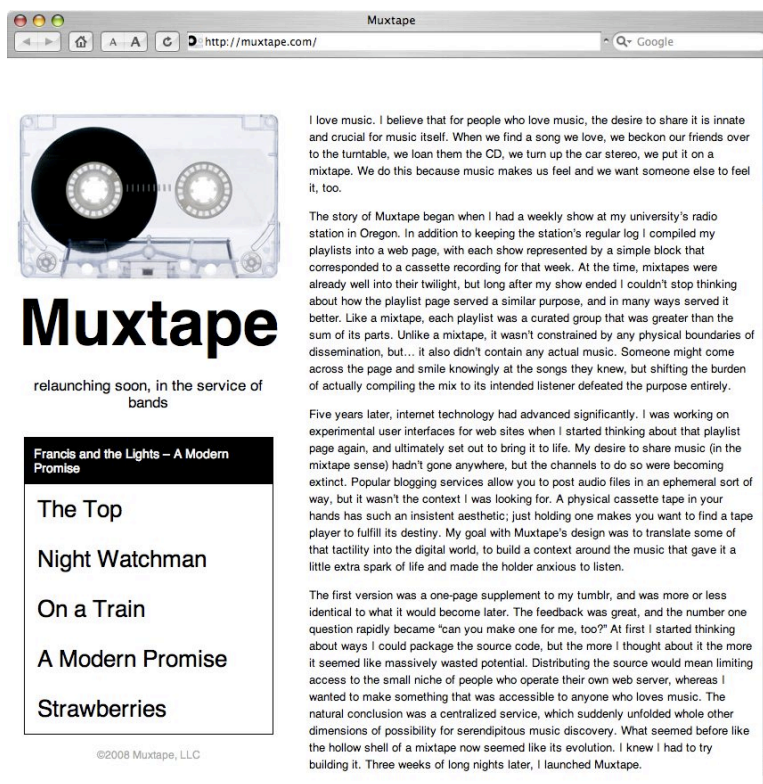 Muxtape
A A
http://muxtape.com/
Google
Muxtape
relaunching soon, in the service of
bands
Francis and the Lights – A Modern
Promise
The Top
Night Watchman
On a Train
A Modern Promise
Strawberries
©2008 Muxtape, LLC
I love music. I believe that for people who love music, the desire to share it is innate
and crucial for music itself. When we find a song we love, we beckon our friends over
to the turntable, we loan them the CD, we turn up the car stereo, we put it on a
mixtape. We do this because music makes us feel and we want someone else to feel
it, too.
The story of Muxtape began when I had a weekly show at my university's radio
station in Oregon. In addition to keeping the station's regular log I compiled my
playlists into a web page, with each show represented by a simple block that
corresponded to a cassette recording for that week. At the time, mixtapes were
already well into their twilight, but long after my show ended I couldn't stop thinking
about how the playlist page served a similar purpose, and in many ways served it
better. Like a mixtape, each playlist was a curated group that was greater than the
sum of its parts. Unlike a mixtape, it wasn't constrained by any physical boundaries of
dissemination, but… it also didn't contain any actual music. Someone might come
across the page and smile knowingly at the songs they knew, but shifting the burden
of actually compiling the mix to its intended listener defeated the purpose entirely.
Five years later, internet technology had advanced significantly. I was working on
experimental user interfaces for web sites when I started thinking about that playlist
page again, and ultimately set out to bring it to life. My desire to share music (in the
mixtape sense) hadn't gone anywhere, but the channels to do so were becoming
extinct. Popular blogging services allow you to post audio files in an ephemeral sort of
way, but it wasn't the context I was looking for. A physical cassette tape in your
hands has such an insistent aesthetic; just holding one makes you want to find a tape
player to fulfill its destiny. My goal with Muxtape's design was to translate some of
that tactility into the digital world, to build a context around the music that gave it a
little extra spark of life and made the holder anxious to listen.
The first version was a one-page supplement to my tumblr, and was more or less
identical to what it would become later. The feedback was great, and the number one
question rapidly became “can you make one for me, too?” At first I started thinking
about ways I could package the source code, but the more I thought about it the more
it seemed like massively wasted potential. Distributing the source would mean limiting
access to the small niche of people who operate their own web server, whereas I
wanted to make something that was accessible to anyone who loves music. The
natural conclusion was a centralized service, which suddenly unfolded whole other
dimensions of possibility for serendipitous music discovery. What seemed before like
the hollow shell of a mixtape now seemed like its evolution. I knew I had to try
building it. Three weeks of long nights later, I launched Muxtape.